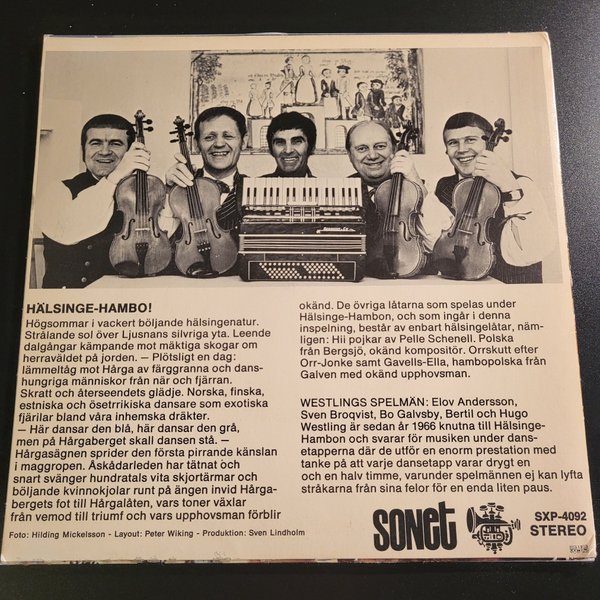 HÄLSINGE-HAMBO!
Högsommar i vackert böljande hälsingenatur.
Strålande sol över Ljusnans silvriga yta. Leende
dalgångar kämpande mot mäktiga skogar om
herraväldet på jorden. — Plötsligt en dag:
lämmeltåg mot Hårga av färggranna och dans-
hungriga människor från när och fjärran.
Skratt och återseendets glädje. Norska, finska,
estniska och ösetrrikiska dansare som exotiska
fjärilar bland våra inhemska dräkter.
— Här dansar den blå, här dansar den grå,
men på Hårgaberget skall dansen stå. —
Hårgasägnen sprider den första pirrande känslan
i maggropen. Åskådarleden har tätnat och
snart svänger hundratals vita skjortärmar och
böljande kvinnokjolar runt på ängen invid Hårga-
bergets fot till Hårgalåten, vars toner växlar
från vemod till triumf och vars upphovsman förblir
okänd. De övriga låtarna som spelas under
Hälsinge-Hambon, och som ingår i denna
inspelning, består av enbart hälsingelåtar, näm-
ligen: Hii pojkar av Pelle Schenell. Polska
från Bergsjö, okänd kompositör. Orrskutt efter
Orr-Jonke samt Gavells-Ella, hambopolska från
Galven med okänd upphovsman.
WESTLINGS SPELMÄN: Elov Andersson,
Sven Broqvist, Bo Galvsby, Bertil och Hugo
Westling är sedan år 1966 knutna till Hälsinge-
Hambon och svarar för musiken under dans-
etapperna där de utför en enorm prestation med
tanke på att varje dansetapp varar drygt en
och en halv timme, varunder spelmännen ej kan lyfta
stråkarna från sina felor för en enda liten paus.
Foto: Hilding Mickelsson - Layout: Peter Wiking - Produktion: Sven Lindholm
sonet
SXP-4092
STEREO